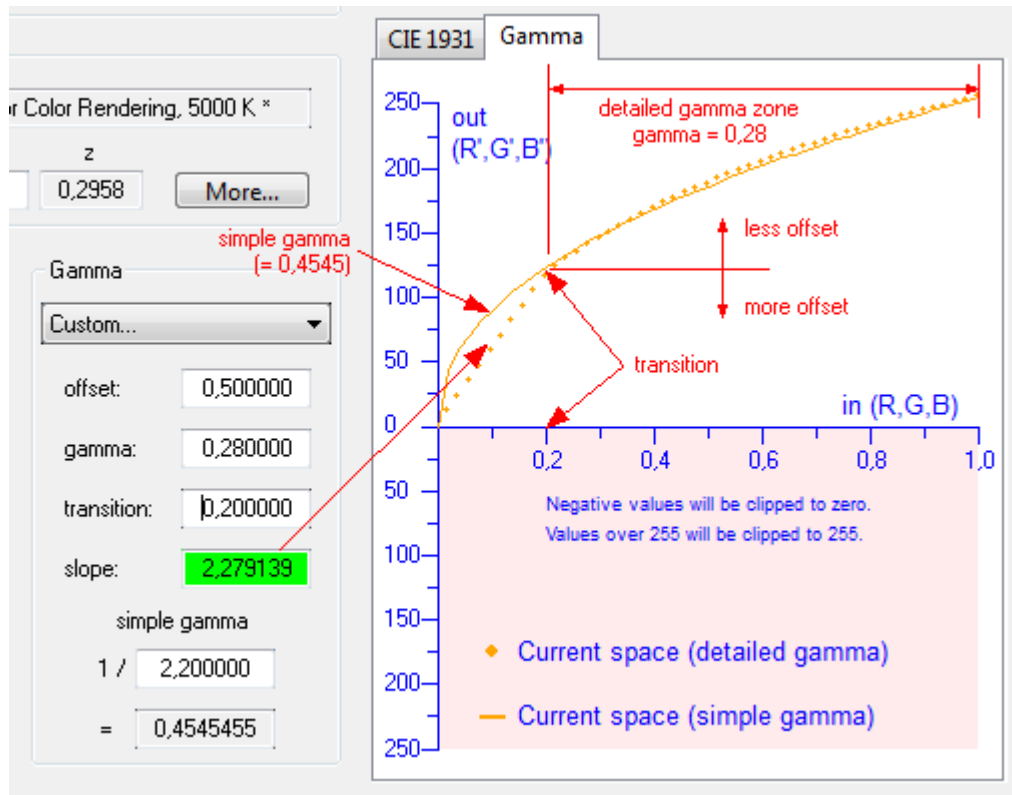 or Color Rendering, 5000 K *
z
0,2958
More...
Gamma
Custom...
offset:
0,500000
gamma:
0,280000
transition:
0,200000
slope:
2,279139
simple gamma
1 /
2,200000
=
0,4545455
CIE 1931
Gamma
250
200
150
100
50
0
50
100
150
200
250
out
(R',G',B')
detailed gamma zone
gamma = 0,28
simple gamma
(= 0,4545)
less offset
more offset
transition
in (R,G,B)
0,2
0,4
0,6
0,8
1,0
Negative values will be clipped to zero.
Values over 255 will be clipped to 255.
Current space (detailed gamma)
Current space (simple gamma)